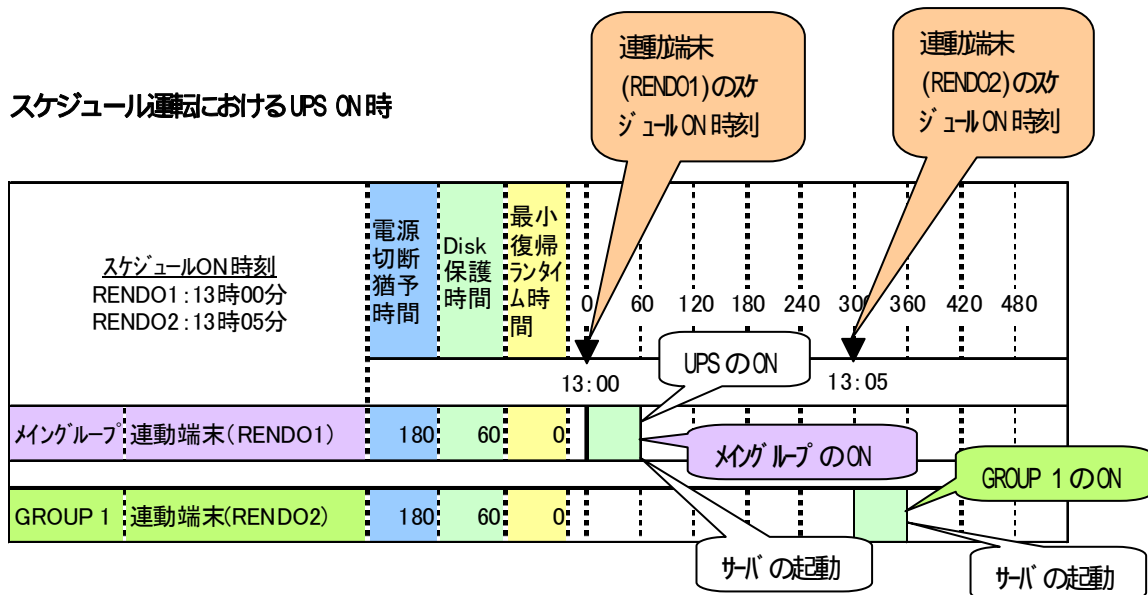 連動端末
(RENDO1)のスケ
ジュールON 時刻
連動端末
(RENDO2)のスケ
ジュールON 時刻
スケジュール運転における UPS ON 時
スケジュールON 時刻
RENDO1:13時00分
RENDO2:13時05分
電源
切断
猶予
時間
Disk
保護
時間
最小
復帰
ランタイ
ム時
間
0 60 120 180 240 300 360 420 480
13:00
13:05
UPS のON
メイングループ 連動端末(RENDO1) 180 60 0
メイングループ のON
GROUP 1 のON
GROUP 1 連動端末(RENDO2) 180 60 0
サーバの起動
サーバの起動